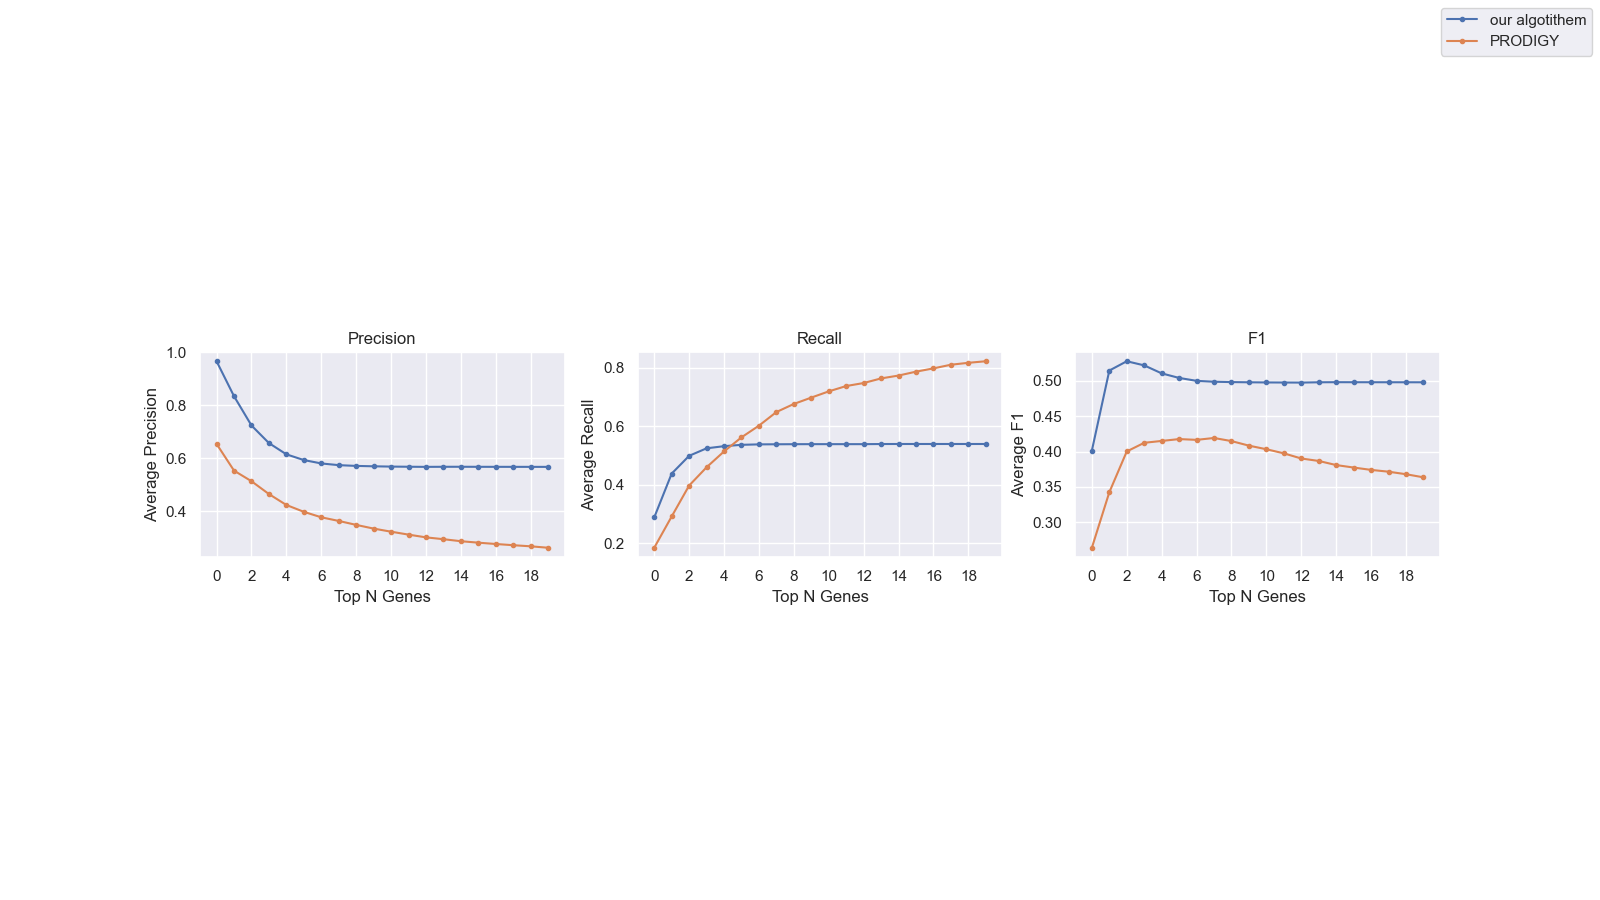 our algotithem
PRODIGY
Precision
Recall
F1
Average Precision
1.0
0.8
0.6
0.4
0 2 4 6 8 10 12 14 16 18
Top N Genes
Average Recall
0.8
0.6
0.4
0.2
0 2 4 6 8 10 12 14 16 18
Top N Genes
Average F1
0.50
0.45
0.40
0.35
0.30
0 2 4 6 8 10 12 14 16 18
Top N Genes